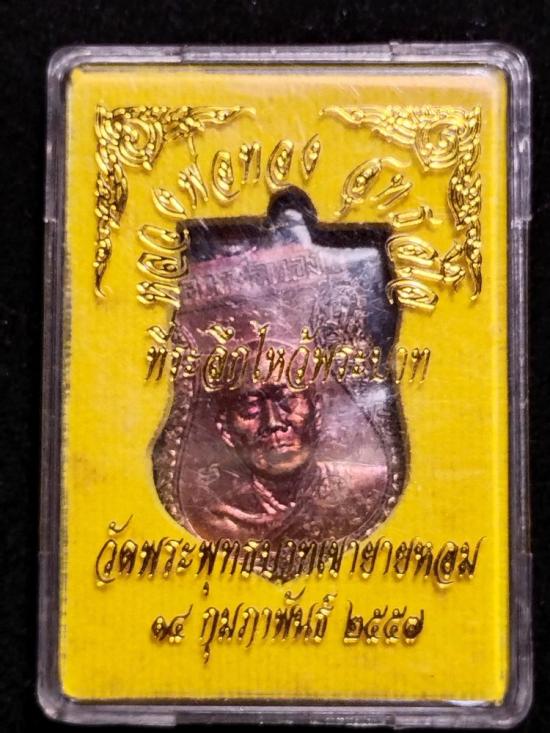 หลวงพ่อทอง สุทธสีโล
ที่ระลึกไหว้พระบาท
วัดพระพุทธบาทเขายายหอม
๑๔ กุมภาพันธ์ ๒๕๕๗